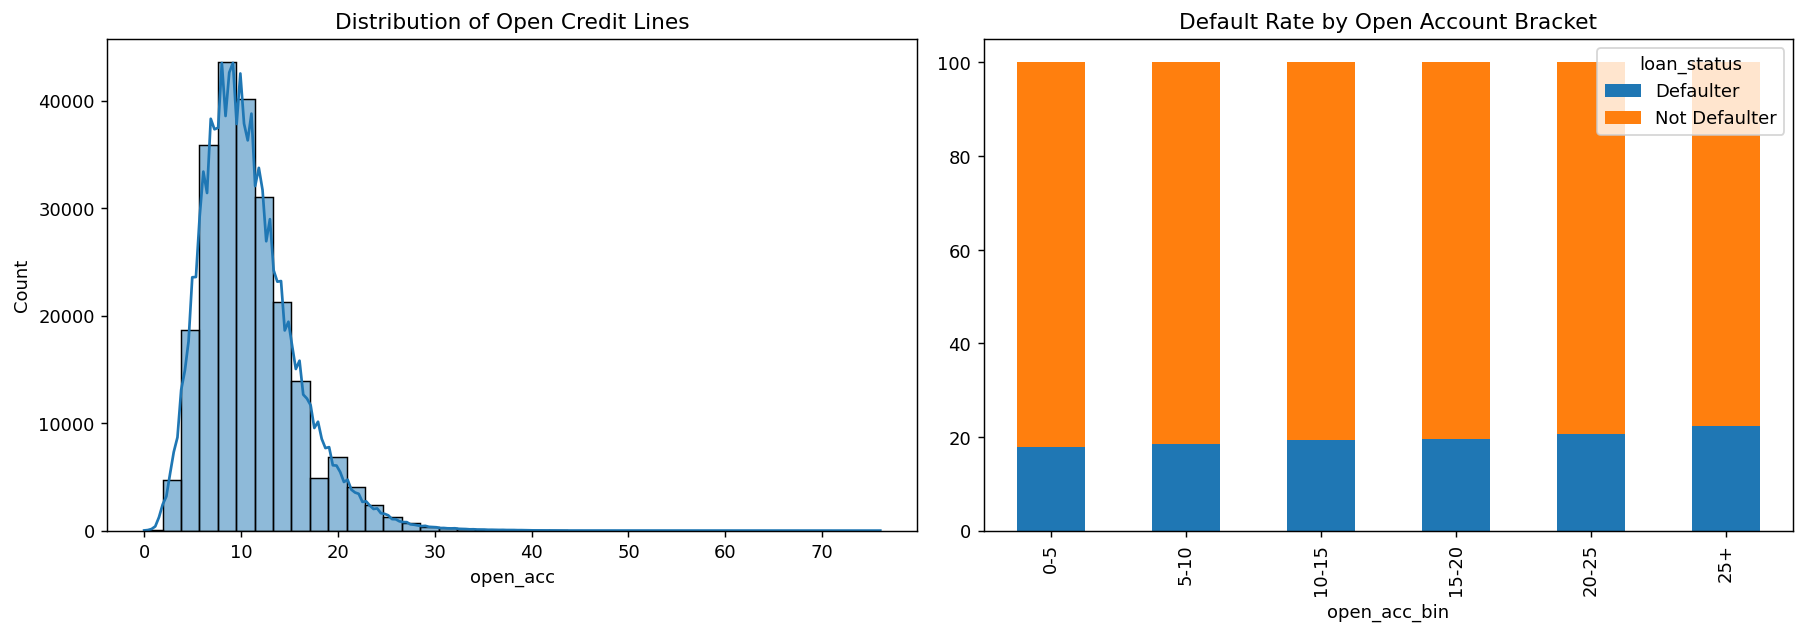 Distribution of Open Credit Lines
Count
40000
30000
20000
10000
0
0 10 20 30 40 50 60 70
open_acc
Default Rate by Open Account Bracket
loan_status
Defaulter
Not Defaulter
100
80
60
40
20
0
0-5 5-10 10-15 15-20 20-25 25+
open_acc_bin